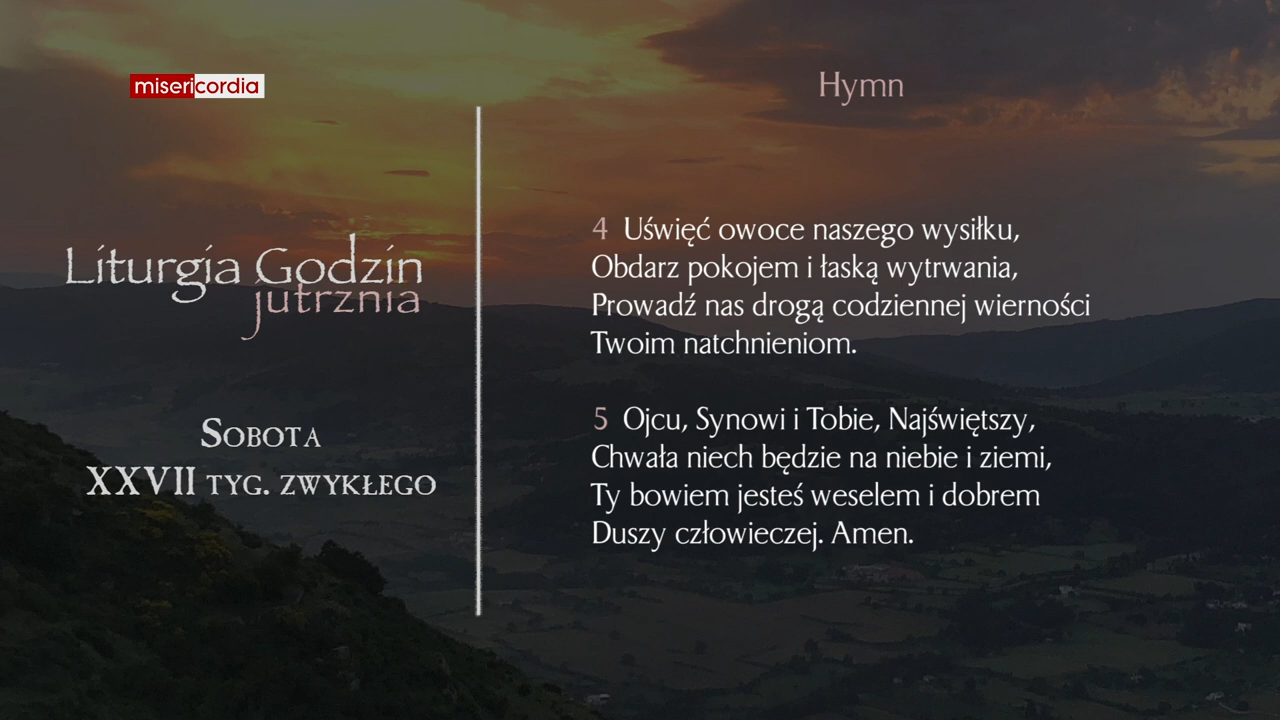 misericordia
Liturgia Godzin
jutrznia
Sobota
XXVII tyg. zwykłego
Hymn
4 Uświęć owoce naszego wysiłku,
Obdarz pokojem i łaską wytrwania,
Prowadź nas drogą codziennej wierności
Twoim natchnieniom.
5 Ojcu, Synowi i Tobie, Najświętszy,
Chwała niech będzie na niebie i ziemi,
Ty bowiem jesteś weselem i dobrem
Duszy człowieczej. Amen.